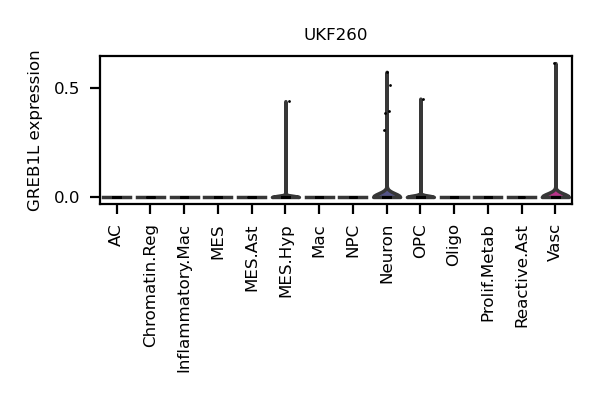 UKF260
GREB1L expression
0.5
0.0
AC
Chromatin.Reg
Inflammatory.Mac
MES
MES.Ast
MES.Hyp
Mac
NPC
Neuron
OPC
Oligo
Prolif.Metab
Reactive.Ast
Vasc